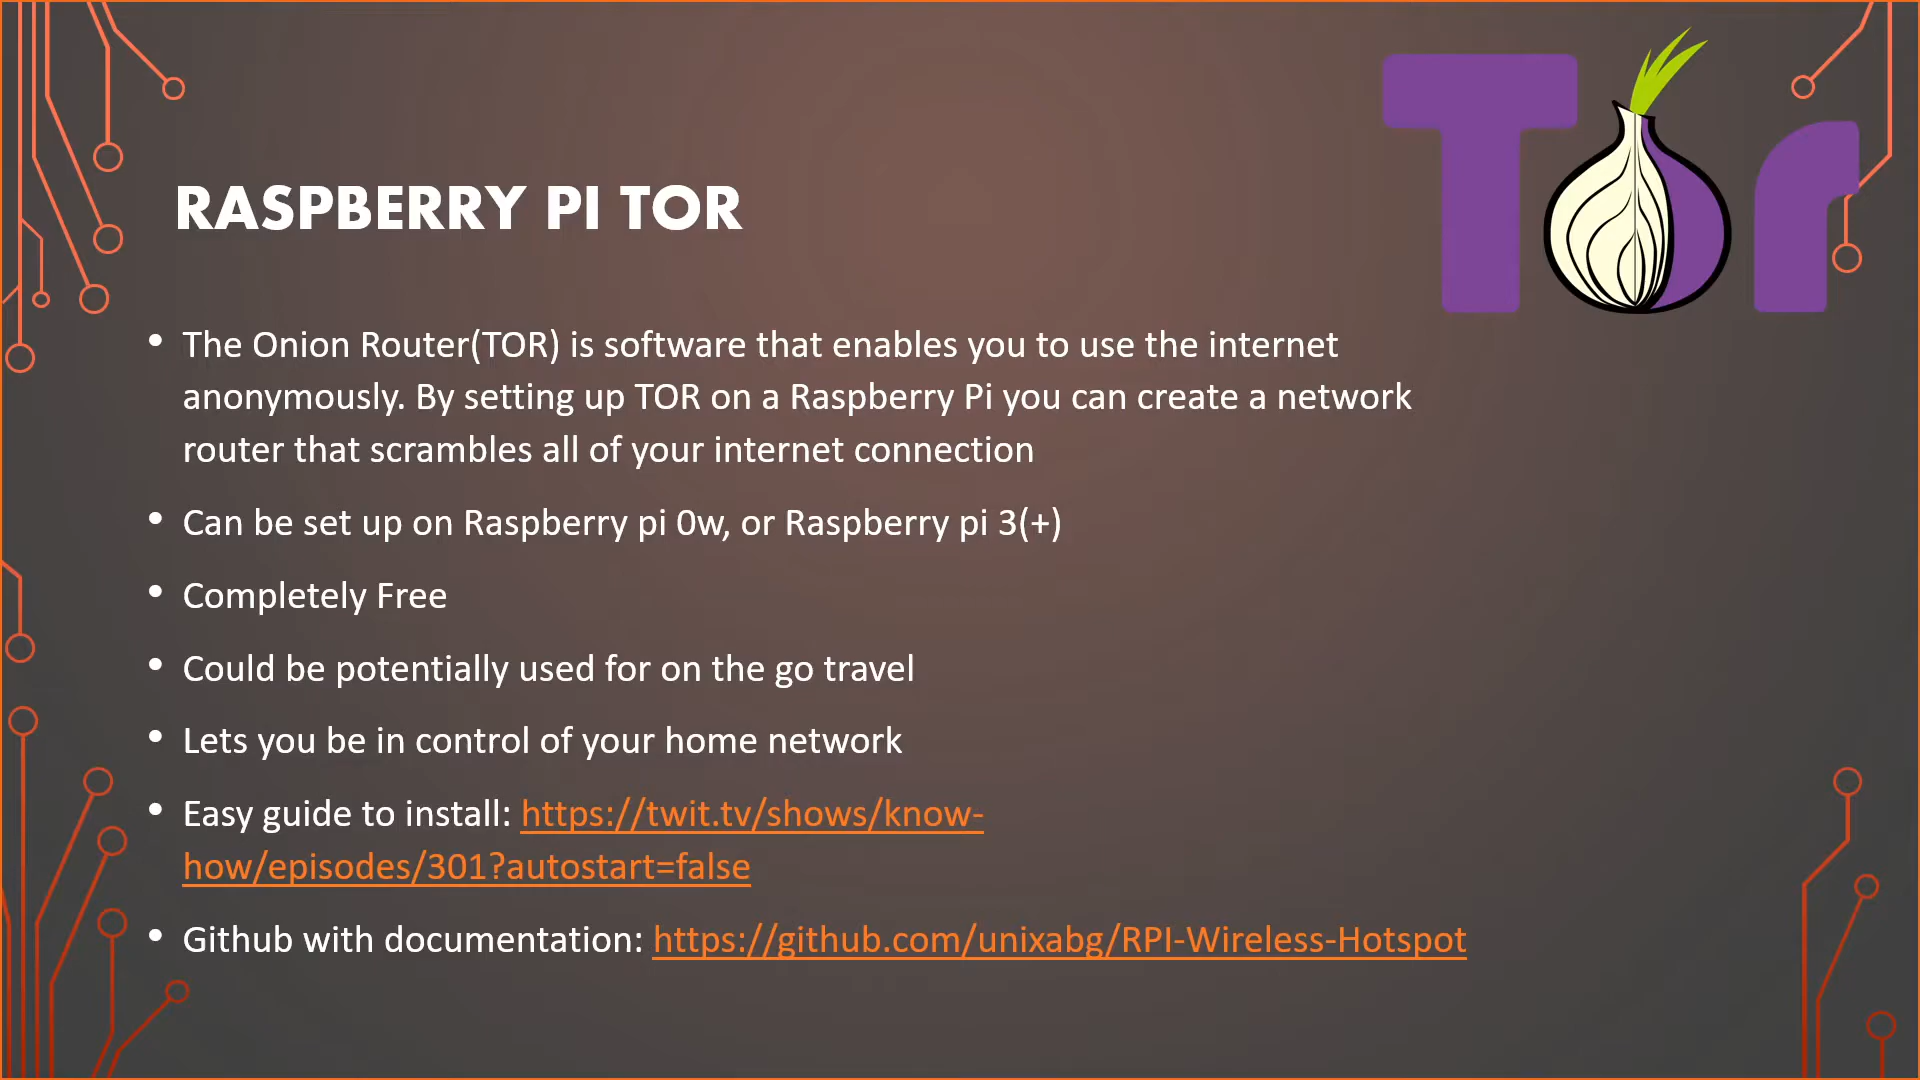 Tor
RASPBERRY PI TOR
• The Onion Router(TOR) is software that enables you to use the internet
anonymously. By setting up TOR on a Raspberry Pi you can create a network
router that scrambles all of your internet connection
• Can be set up on Raspberry pi 0w, or Raspberry pi 3(+)
• Completely Free
• Could be potentially used for on the go travel
• Lets you be in control of your home network
• Easy guide to install: https://twit.tv/shows/know-
how/episodes/301?autostart=false
• Github with documentation: https://github.com/unixabg/RPI-Wireless-Hotspot